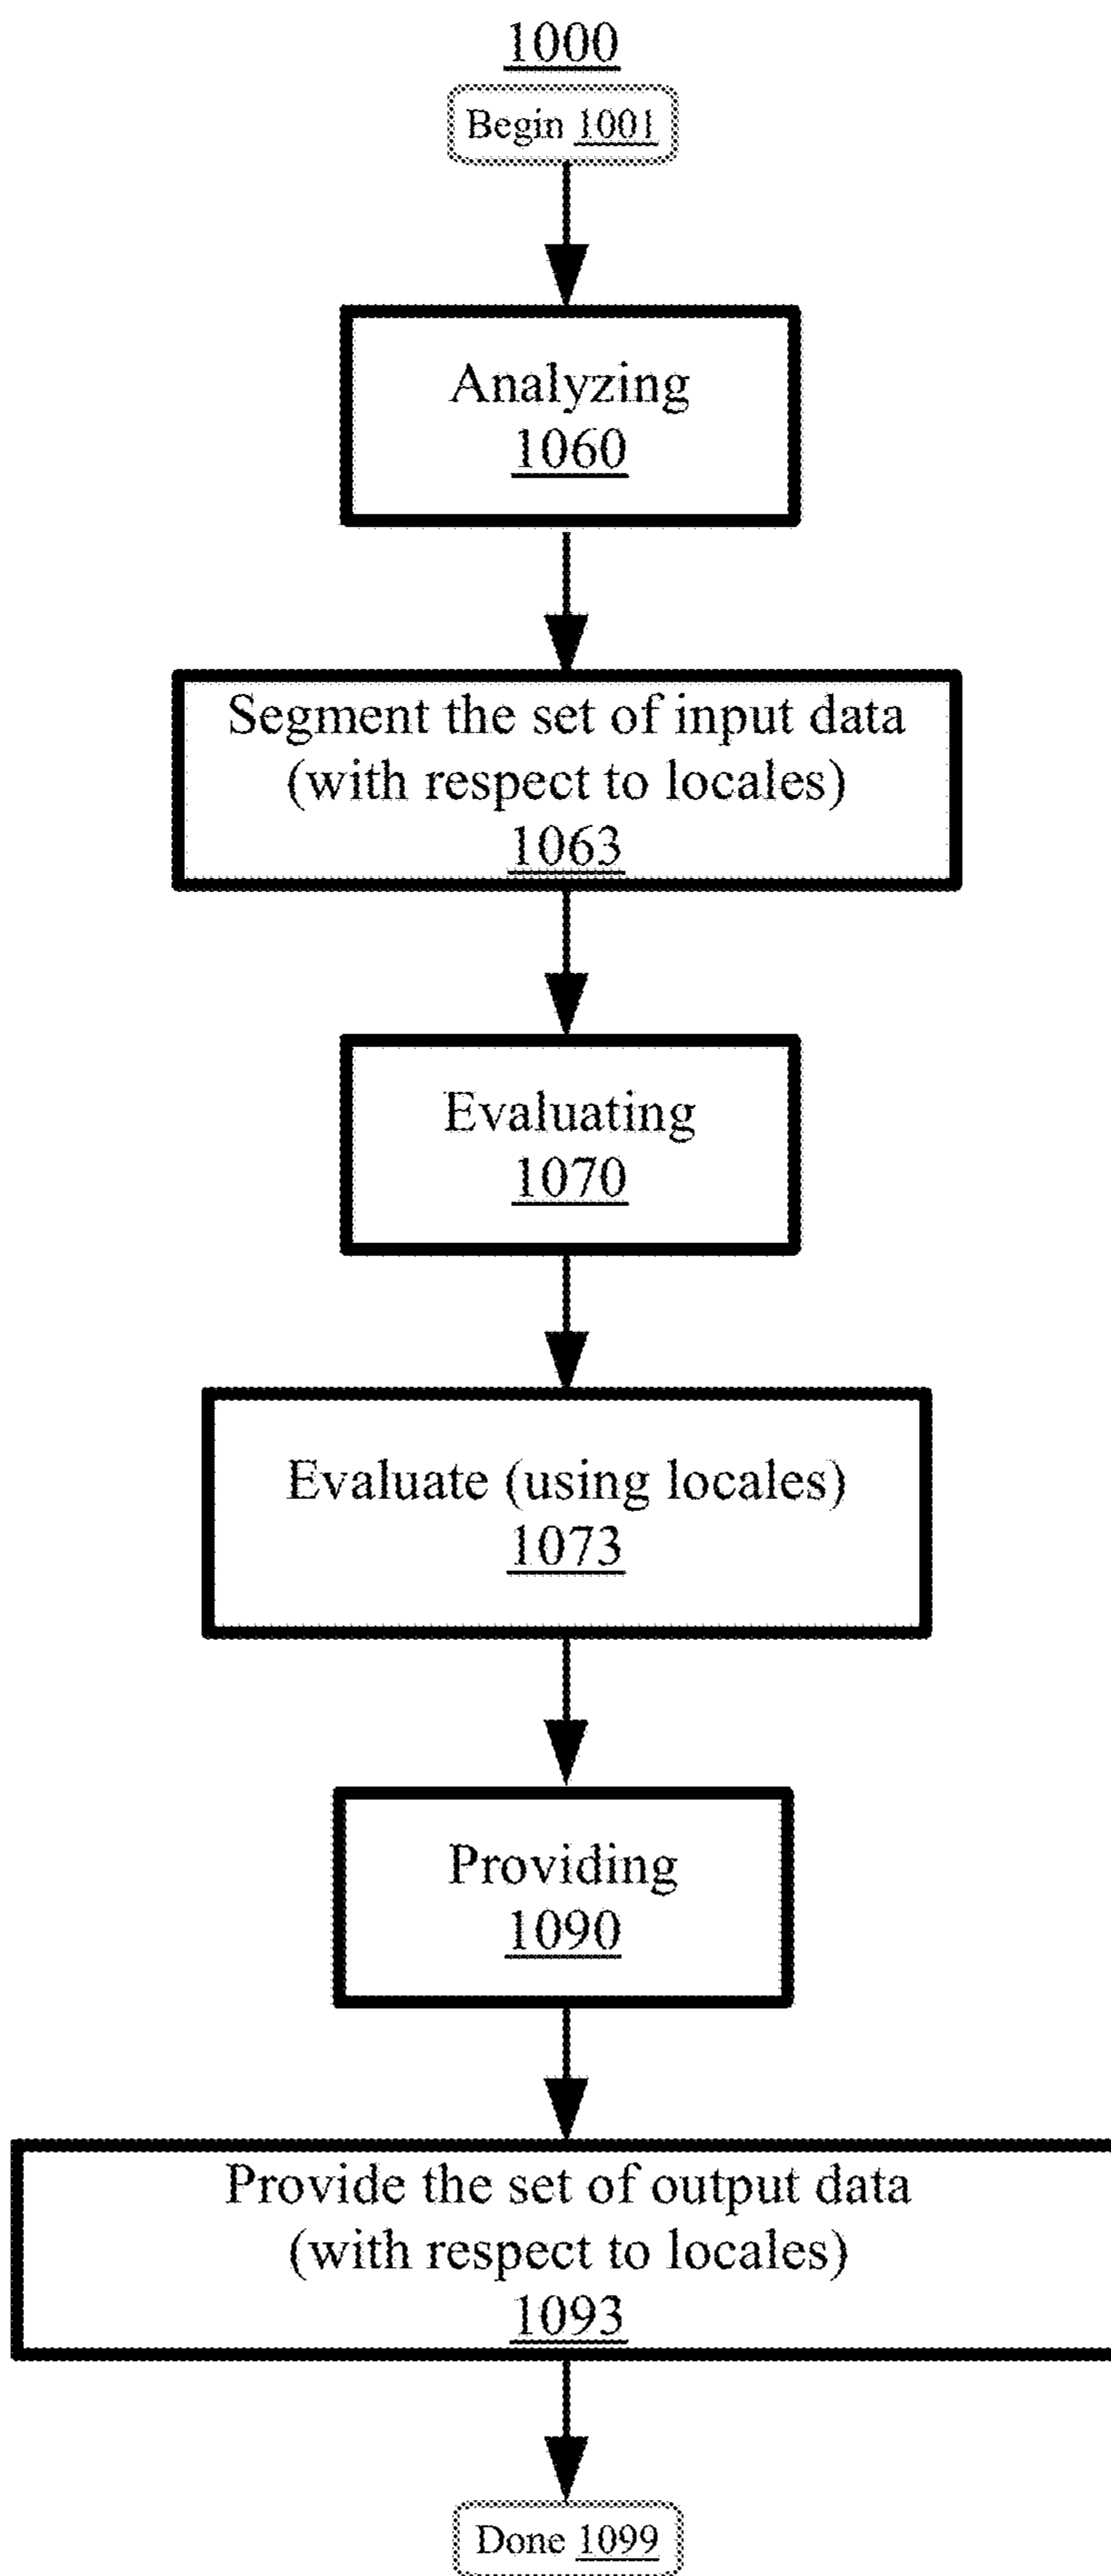 1000
Begin 1001
Analyzing
1060
Segment the set of input data
(with respect to locales)
1063
Evaluating
1070
Evaluate (using locales)
1073
Providing
1090
Provide the set of output data
(with respect to locales)
1093
Done 1099